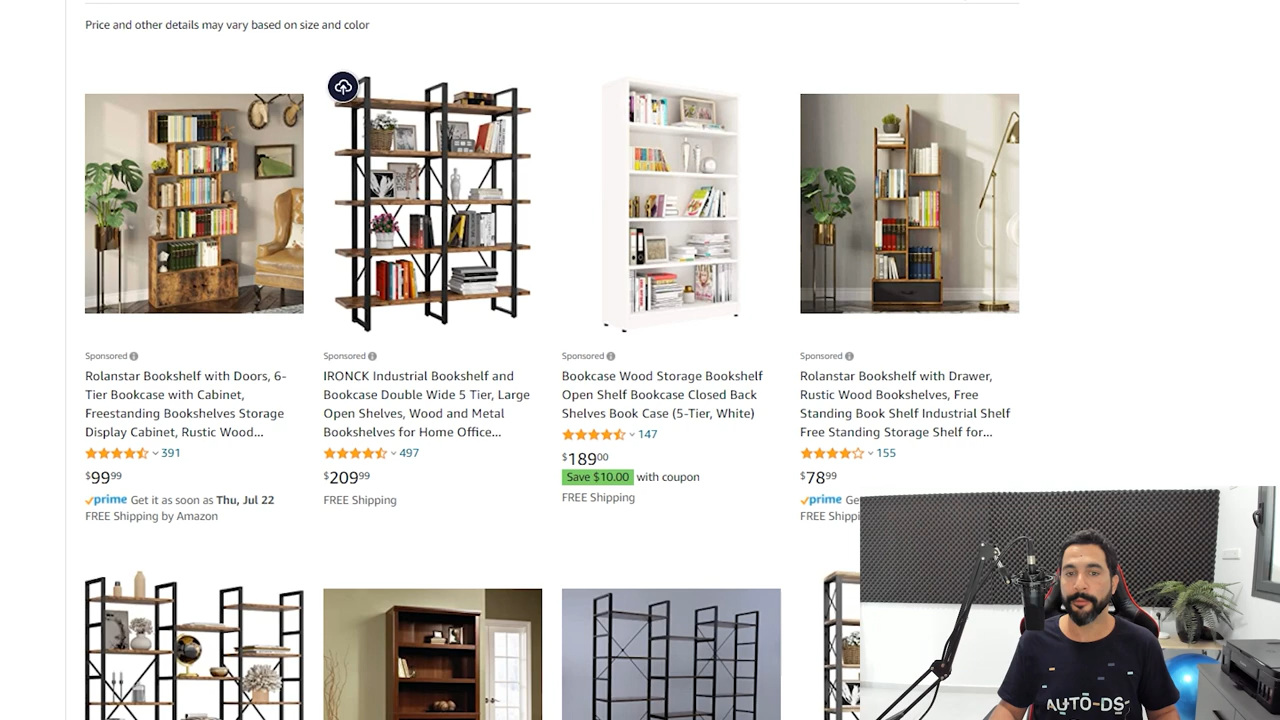 Price and other details may vary based on size and color
Sponsored
Rolanstar Bookshelf with Doors, 6-
Tier Bookcase with Cabinet,
Freestanding Bookshelves Storage
Display Cabinet, Rustic Wood...
391
$99.99
prime Get it as soon as Thu, Jul 22
FREE Shipping by Amazon
Sponsored
IRONCK Industrial Bookshelf and
Bookcase Double Wide 5 Tier, Large
Open Shelves, Wood and Metal
Bookshelves for Home Office...
497
$209.99
FREE Shipping
Sponsored
Bookcase Wood Storage Bookshelf
Open Shelf Bookcase Closed Back
Shelves Book Case (5-Tier, White)
147
$189.00
Save $10.00 with coupon
FREE Shipping
Sponsored
Rolanstar Bookshelf with Drawer,
Rustic Wood Bookshelves, Free
Standing Book Shelf Industrial Shelf
Free Standing Storage Shelf for...
155
$78.99
prime Ge
FREE Shippi
AUTO-DS